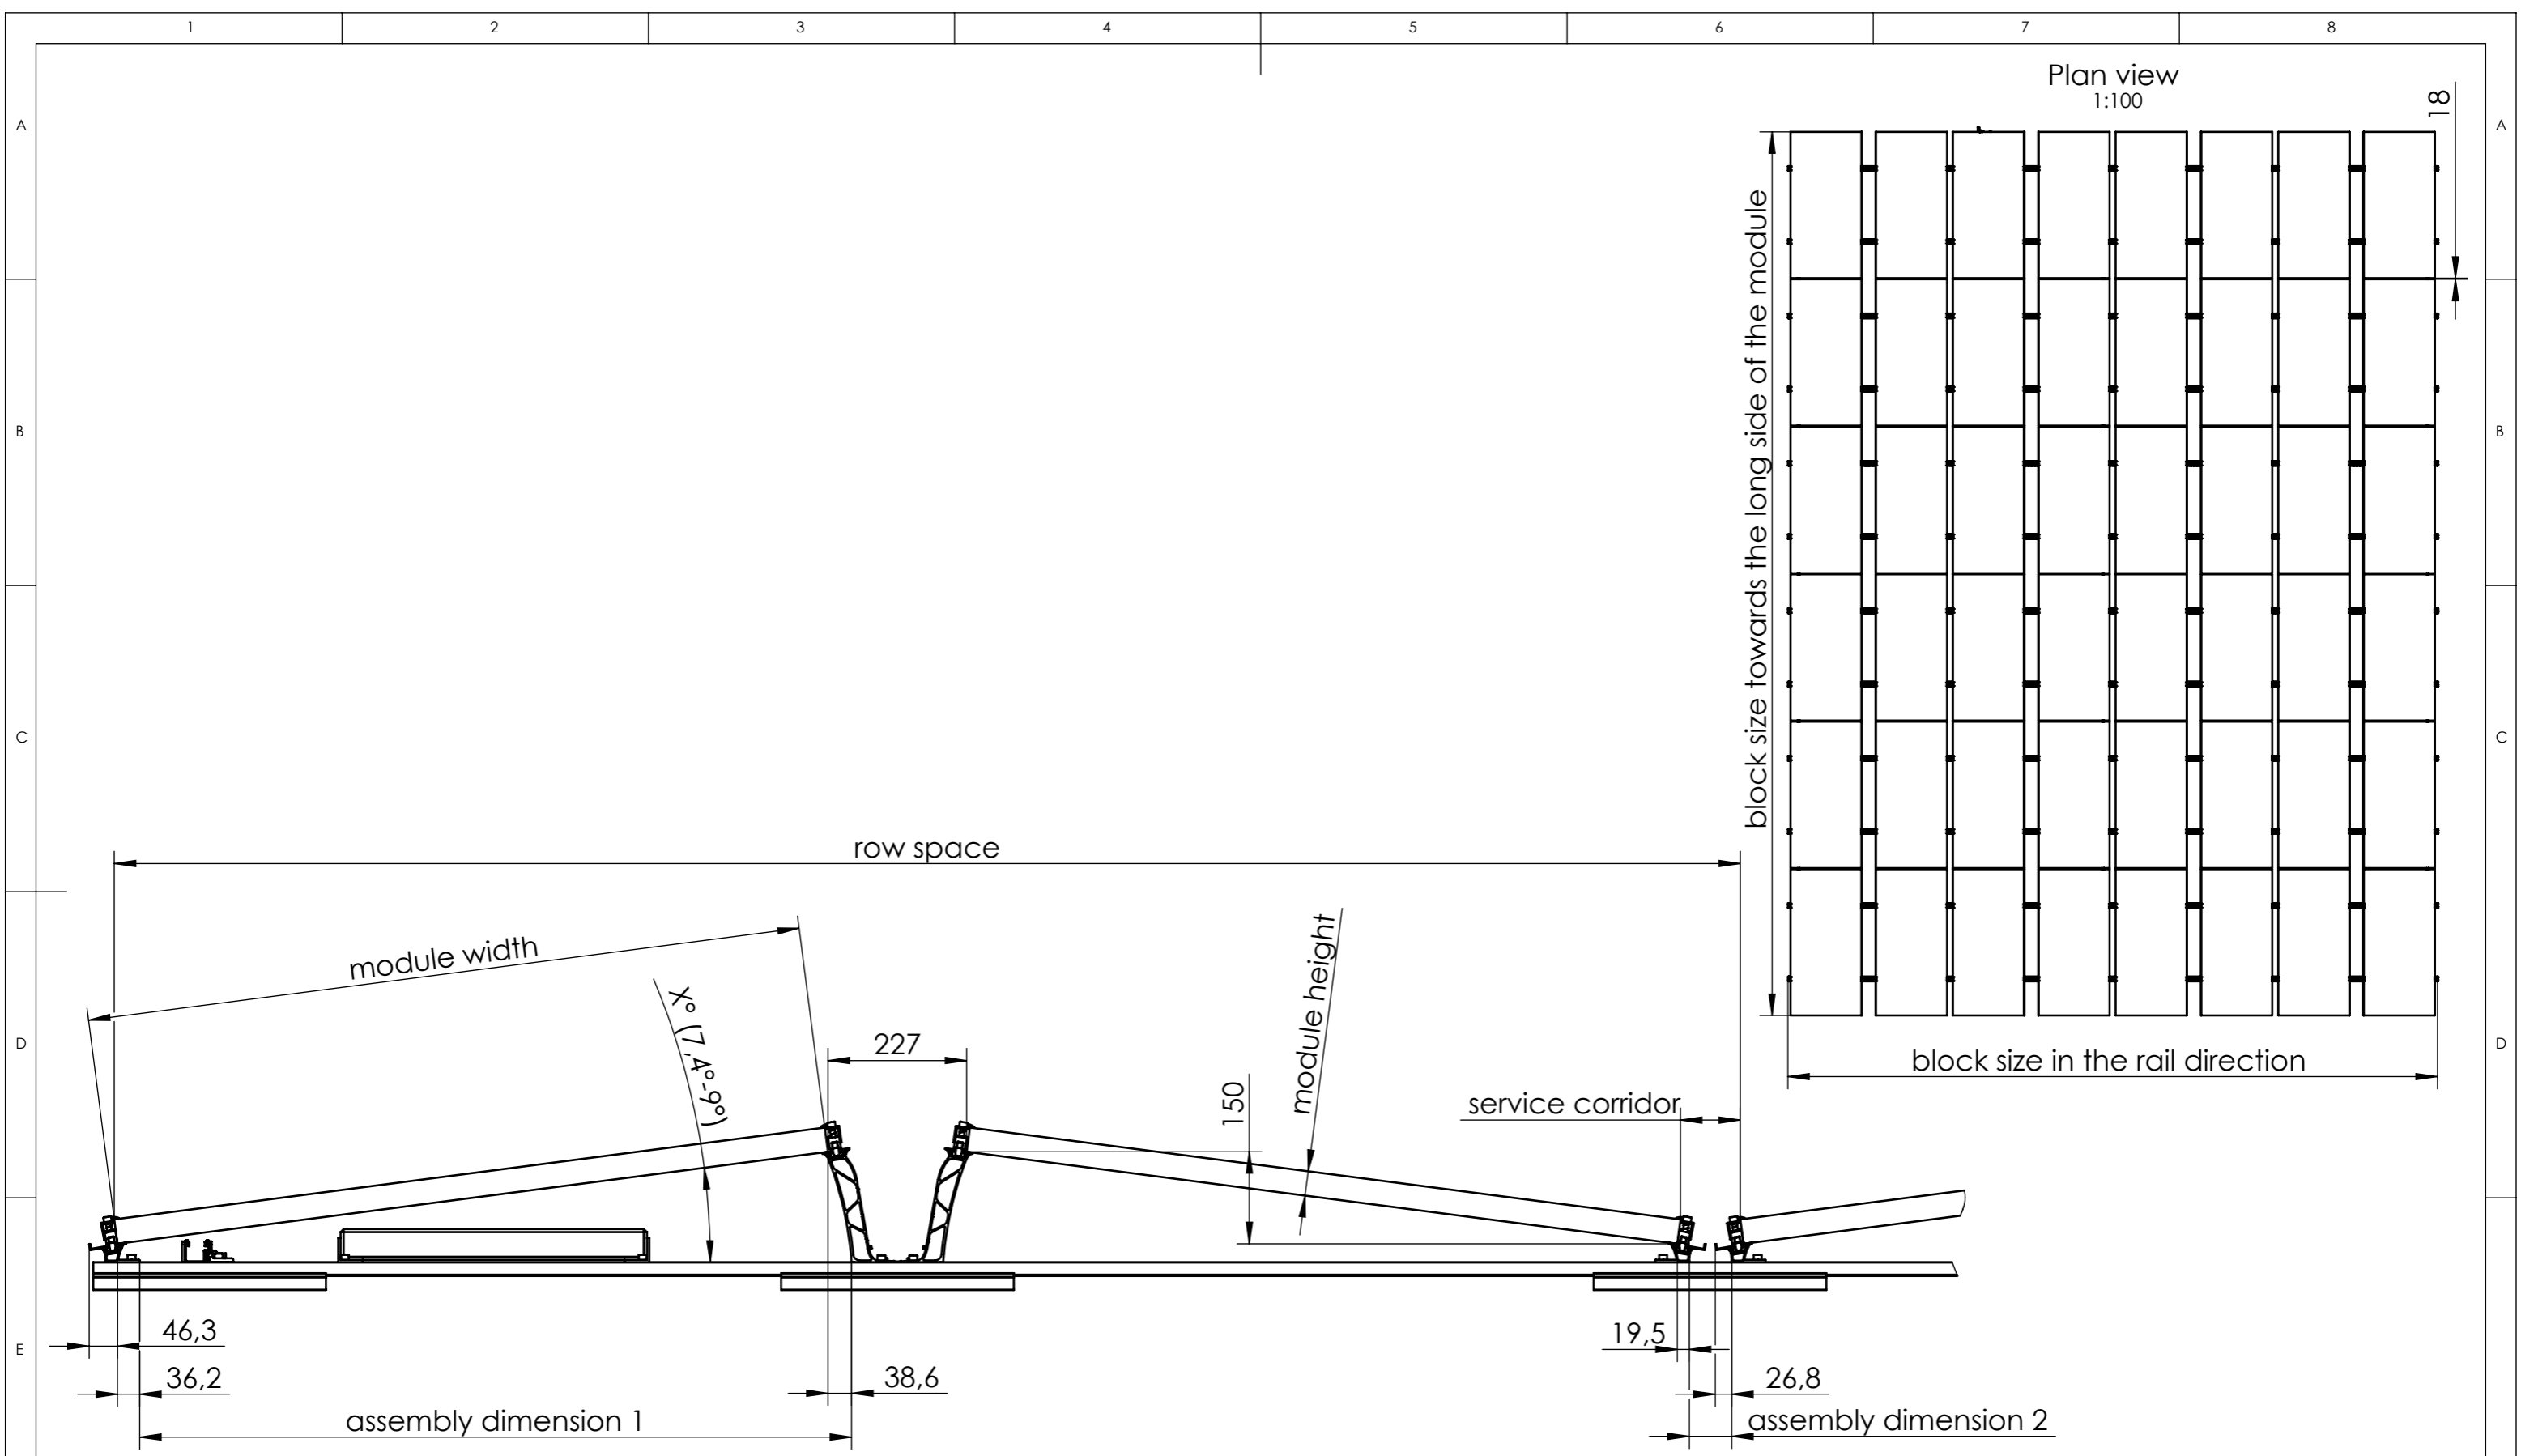 1 2 3 4 5 6 7 8
Plan view
1:100
18
A A
block size towards the long side of the module
B B
C C
row space
module width
module height
X° (7,4°-9°)
D D
227
block size in the rail direction
150
service corridor
46,3
19,5
E
36,2
38,6
26,8
assembly dimension 1
assembly dimension 2